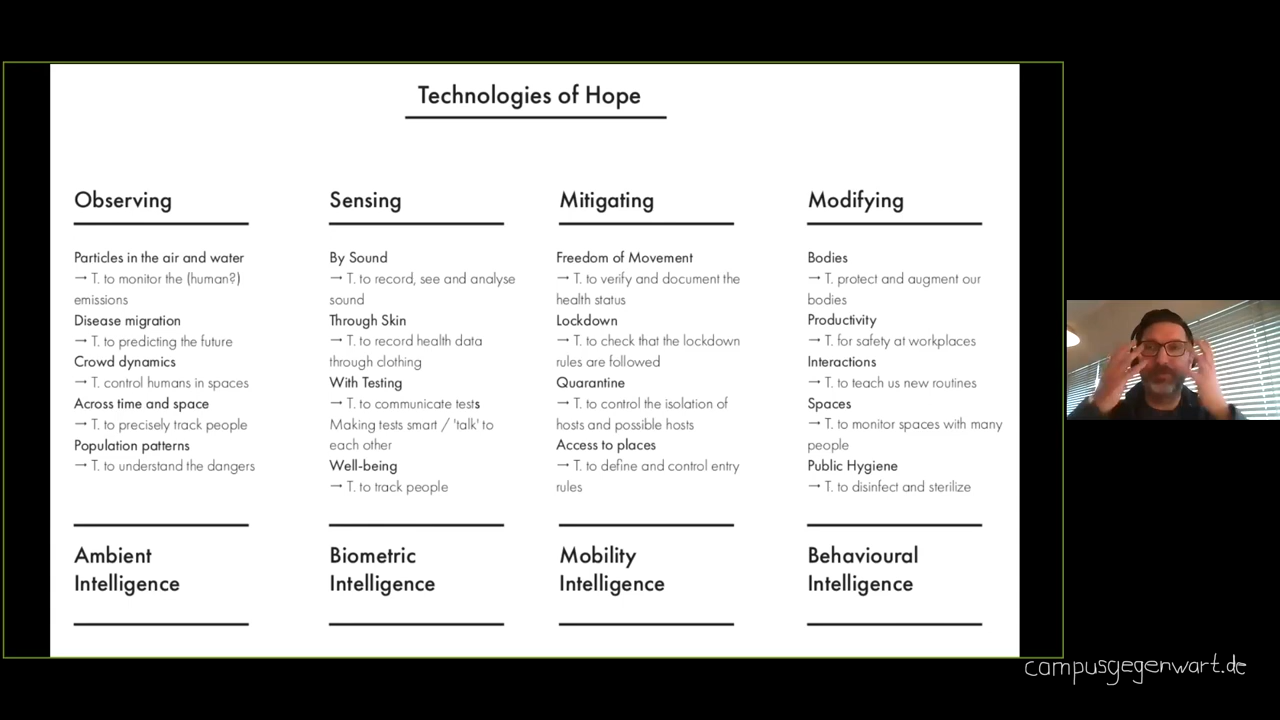 Technologies of Hope
Observing
Particles in the air and water
→ T. to monitor the (human?)
emissions
Disease migration
→ T. to predicting the future
Crowd dynamics
→ T. control humans in spaces
Across time and space
→ T. to precisely track people
Population patterns
→ T. to understand the dangers
Ambient
Intelligence
Sensing
By Sound
→ T. to record, see and analyse
sound
Through Skin
→ T. to record health data
through clothing
With Testing
→ T. to communicate tests
Making tests smart / 'talk' to
each other
Well-being
→ T. to track people
Biometric
Intelligence
Mitigating
Freedom of Movement
→ T. to verify and document the
health status
Lockdown
→ T. to check that the lockdown
rules are followed
Quarantine
→ T. to control the isolation of
hosts and possible hosts
Access to places
→ T. to define and control entry
rules
Mobility
Intelligence
Modifying
Bodies
→ T. protect and augment our
bodies
Productivity
→ T. for safety at workplaces
Interactions
→ T. to teach us new routines
Spaces
→ T. to monitor spaces with many
people
Public Hygiene
→ T. to disinfect and sterilize
Behavioural
Intelligence
campusgegenwart.de